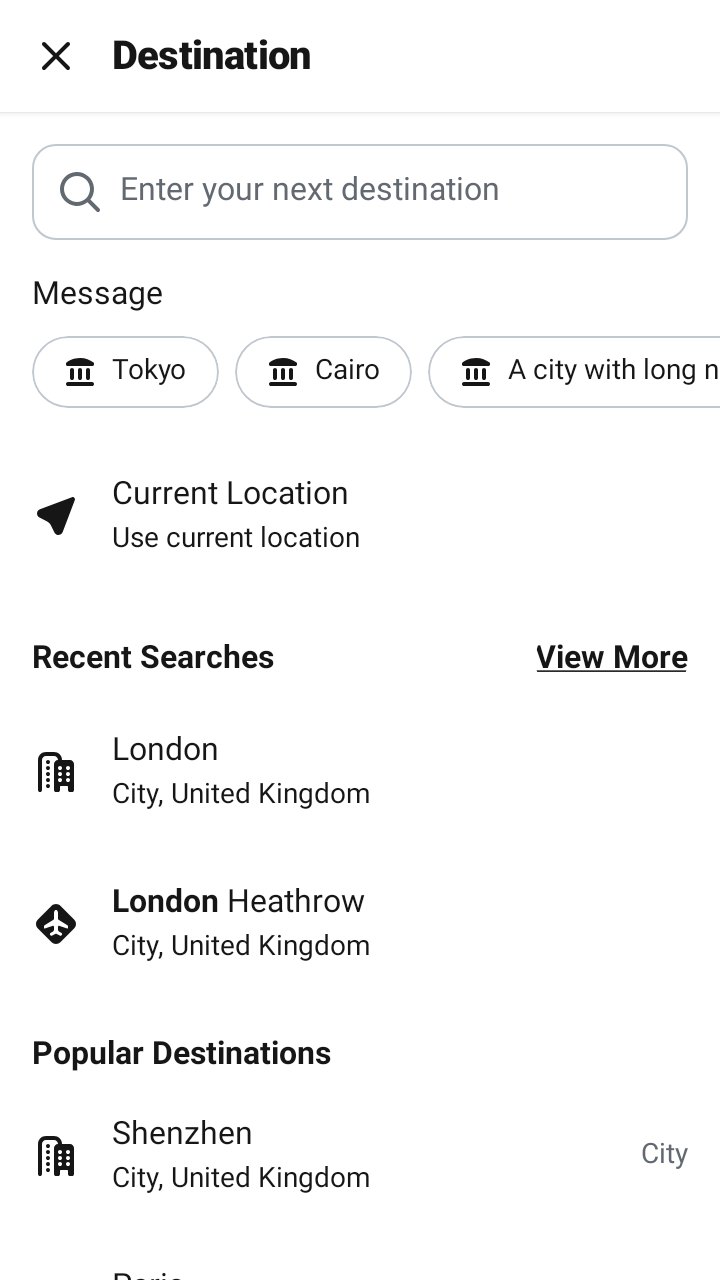 Destination
Enter your next destination
Message
Tokyo
Cairo
A city with long n
Current Location
Use current location
Recent Searches
View More
London
City, United Kingdom
London Heathrow
City, United Kingdom
Popular Destinations
Shenzhen
City, United Kingdom
City